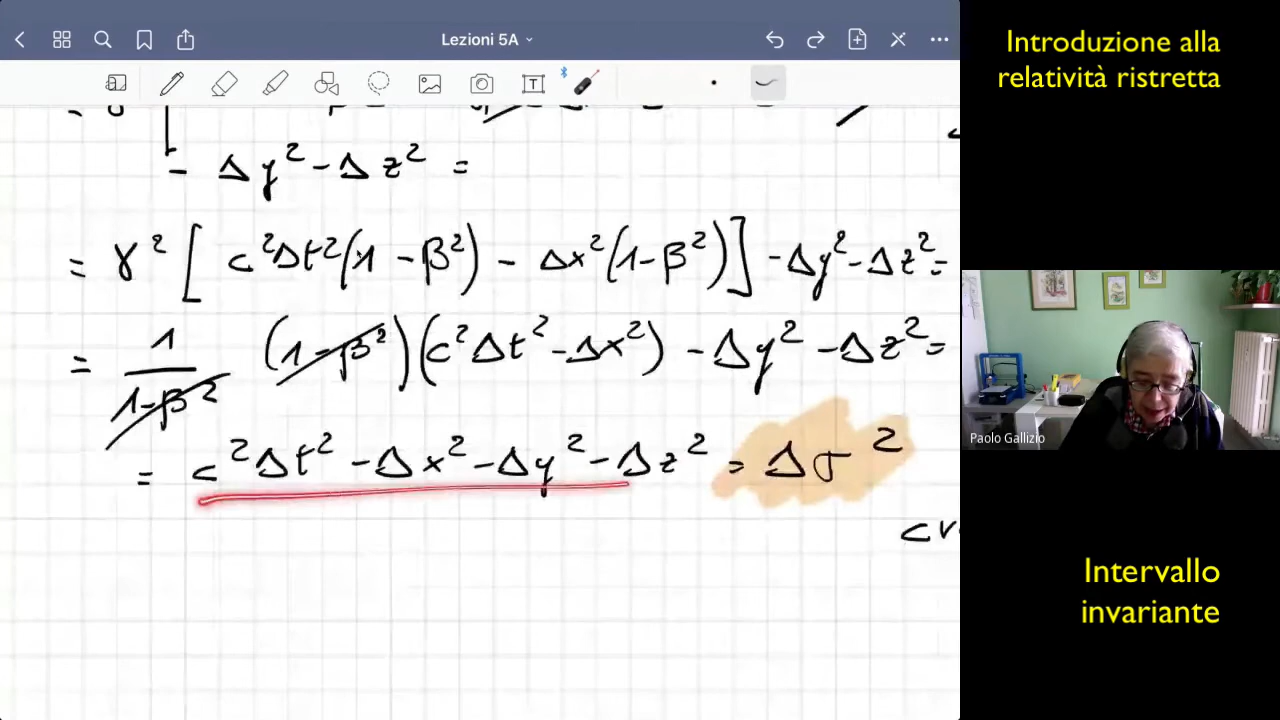 Lezioni 5A
- Δy² - Δz² =
= γ² [ c²Δt²(1 - β²) - Δx²(1 - β²) ] - Δy² - Δz² =
= 1/(1-β²) (1-β²)(c²Δt² - Δx²) - Δy² - Δz² =
= c²Δt² - Δx² - Δy² - Δz² = Δσ²
Introduzione alla
relatività ristretta
Paolo Gallizio
Intervallo
invariante